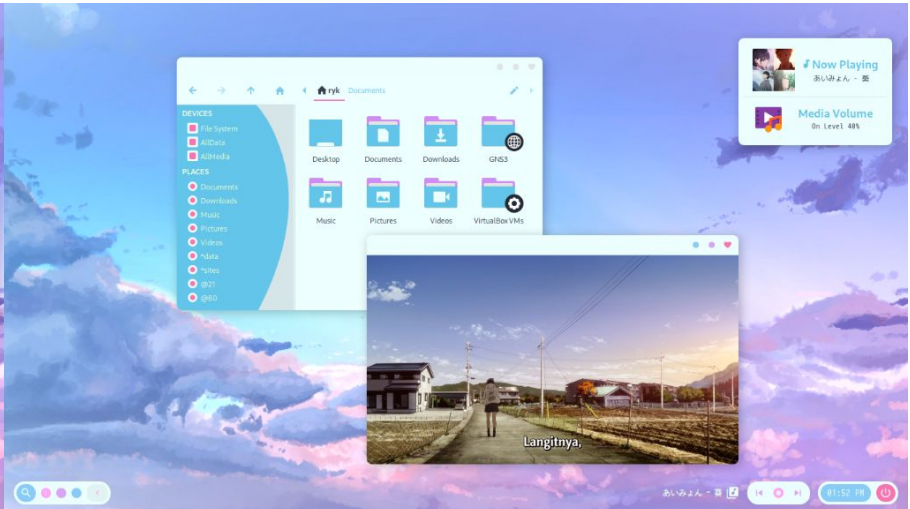 ryk Documents
DEVICES
File System
AllData
AllMedia
PLACES
Documents
Downloads
Music
Pictures
Videos
^data
^sites
@21
@80
Desktop Documents Downloads GNS3
Music Pictures Videos VirtualBox VMs
Now Playing
あいみょん - 葵
Media Volume
On Level 40%
Langitnya,
あいみょん - 葵
01:52 PM